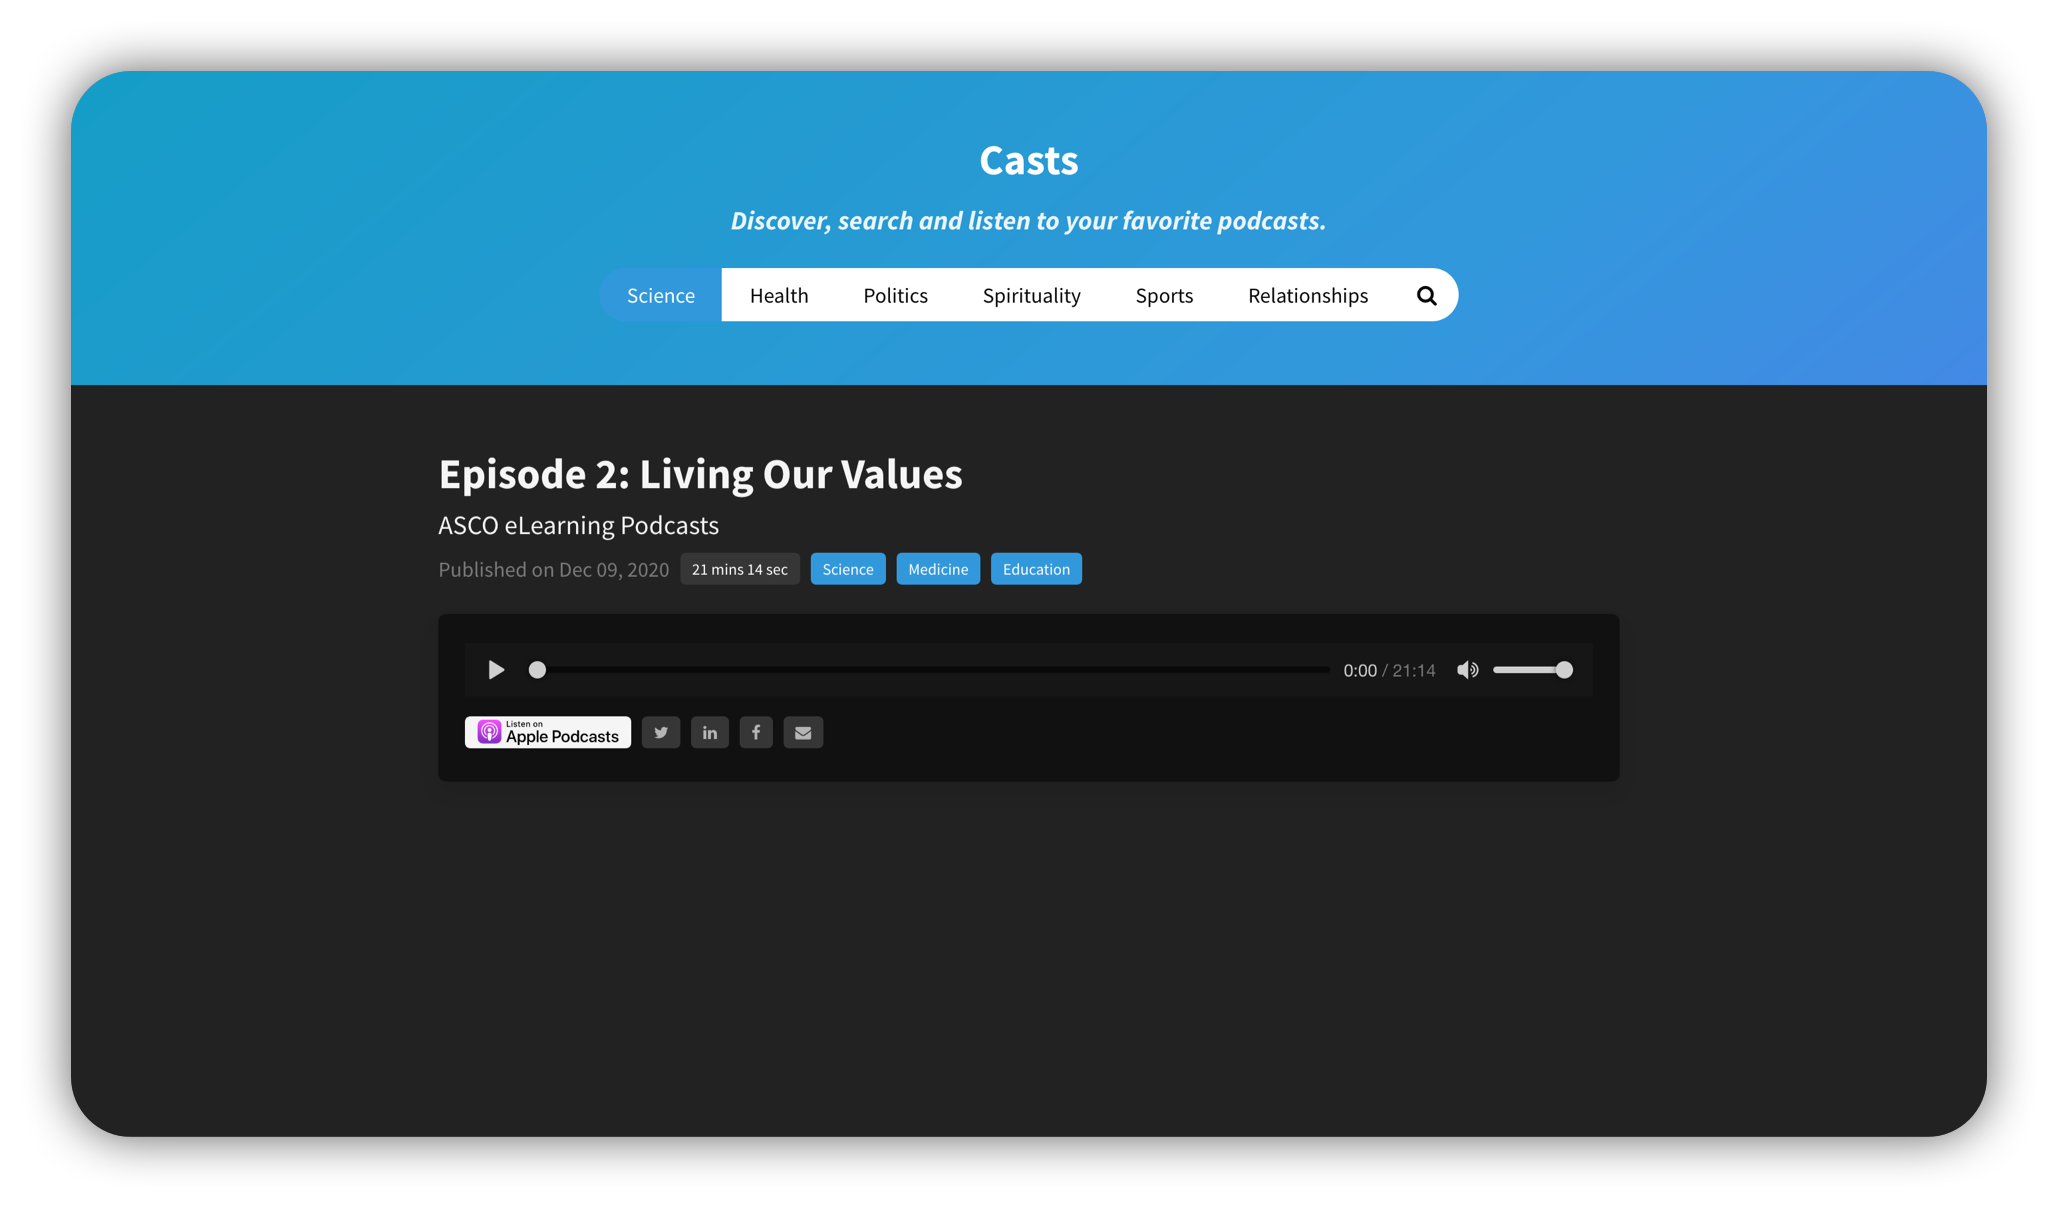 Casts
Discover, search and listen to your favorite podcasts.
Science Health Politics Spirituality Sports Relationships
Episode 2: Living Our Values
ASCO eLearning Podcasts
Published on Dec 09, 2020 21 mins 14 sec Science Medicine Education
0:00 / 21:14
Listen on
Apple Podcasts